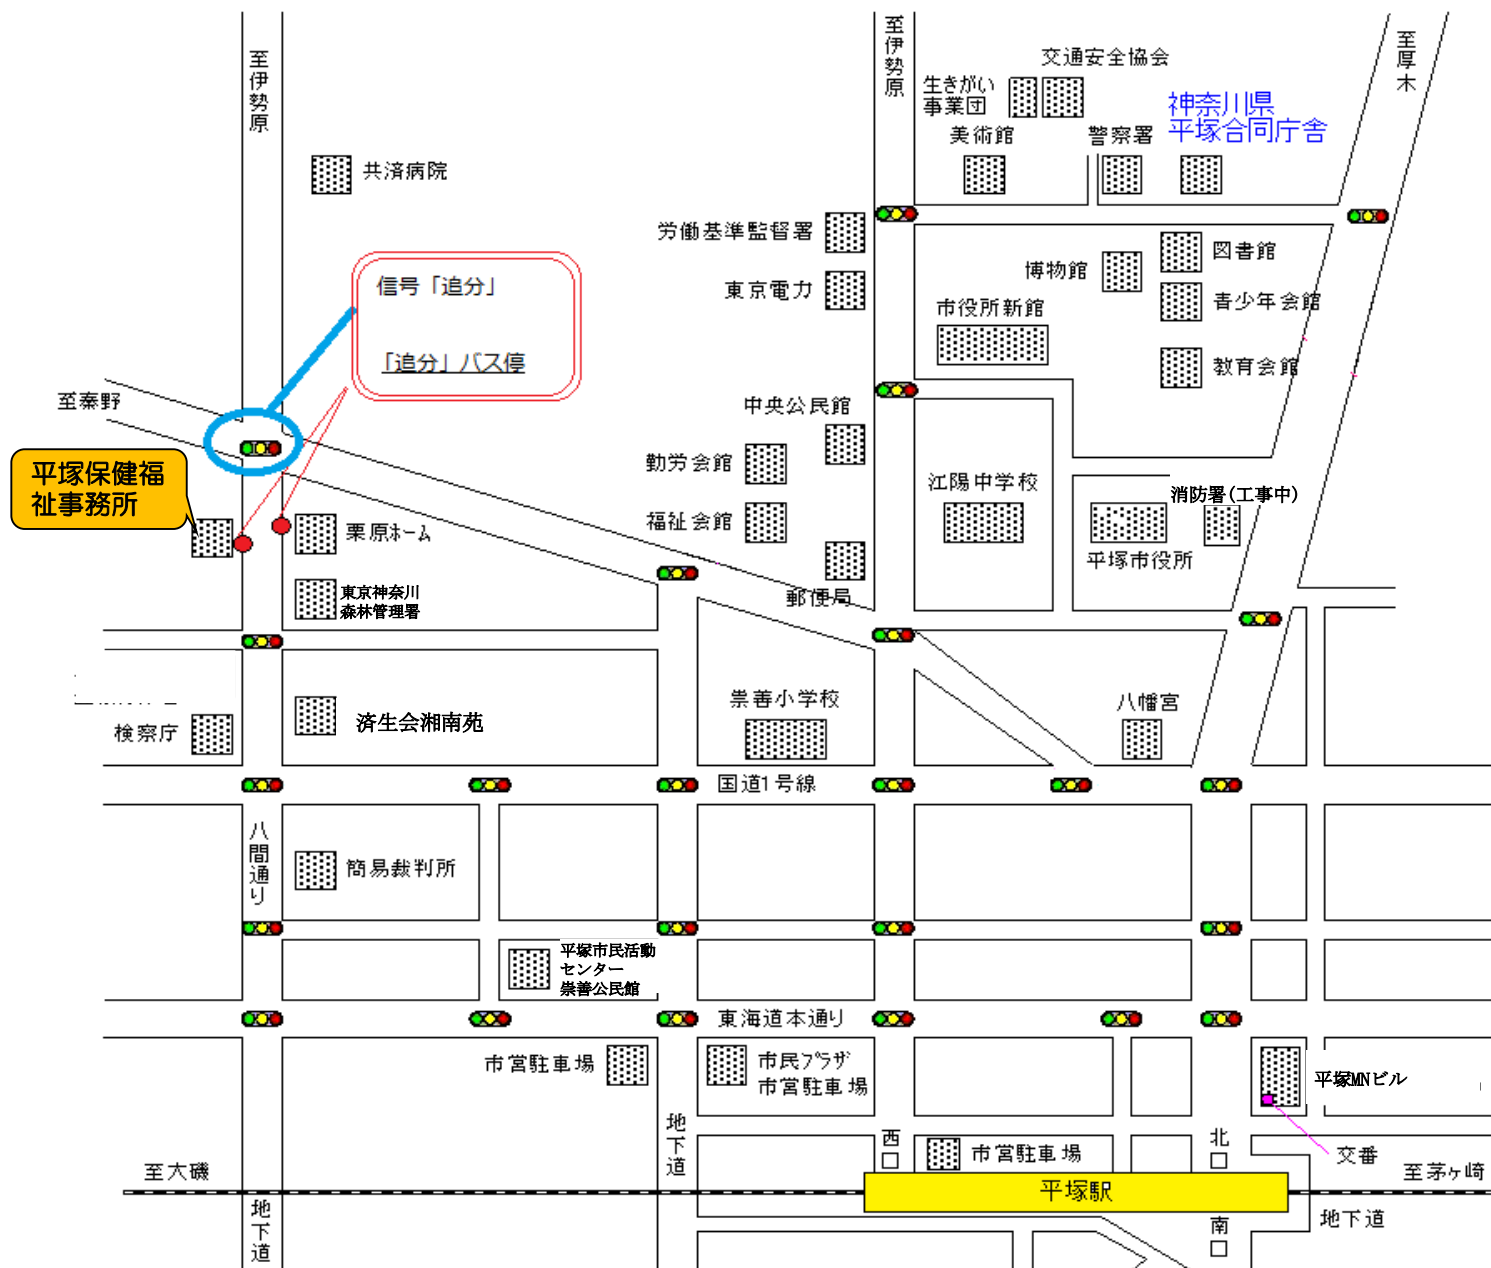 至伊勢原
至伊勢原
至厚木
交通安全協会
生きがい
事業団
神奈川県
平塚合同庁舎
美術館
警察署
共済病院
労働基準監督署
図書館
博物館
信号「追分」
東京電力
青少年会館
市役所新館
「追分」バス停
教育会館
至秦野
中央公民館
平塚保健福
祉事務所
勤労会館
江陽中学校
消防署(工事中)
福祉会館
栗原ホーム
平塚市役所
東京神奈川
森林管理署
郵便局
崇善小学校
八幡宮
済生会湘南苑
検察庁
国道1号線
八間通り
簡易裁判所
平塚市民活動
センター
崇善公民館
東海道本通り
市営駐車場
市民プラザ
市営駐車場
平塚MNビル
地下道
西口
市営駐車場
北口
交番
至大磯
至茅ヶ崎
平塚駅
地下道
南口
地下道